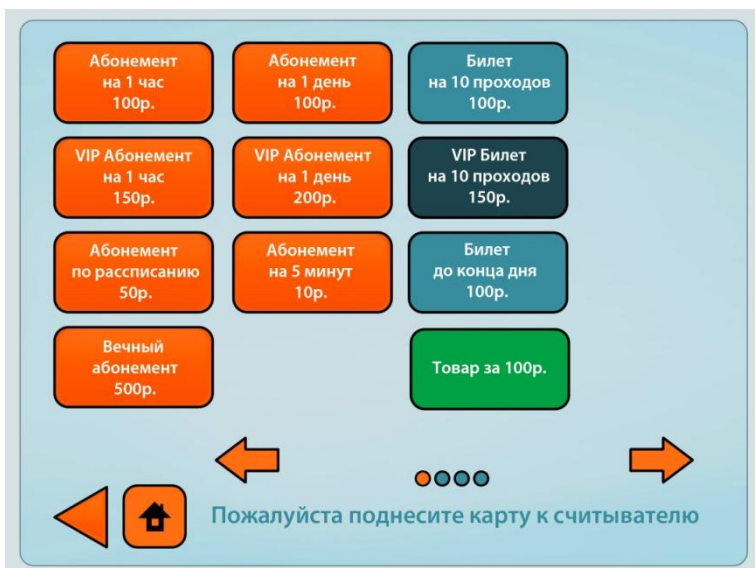 Абонемент
на 1 час
100р.
Абонемент
на 1 день
100р.
Билет
на 10 проходов
100р.
VIP Абонемент
на 1 час
150р.
VIP Абонемент
на 1 день
200р.
VIP Билет
на 10 проходов
150р.
Абонемент
по рассписанию
50р.
Абонемент
на 5 минут
10р.
Билет
до конца дня
100р.
Вечный
абонемент
500р.
Товар за 100р.
Пожалуйста поднесите карту к считывателю